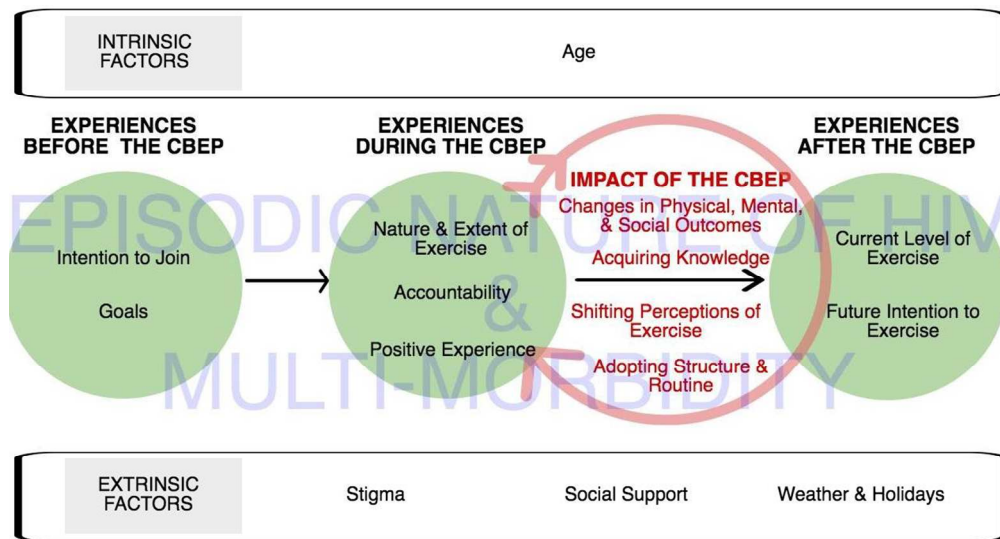 INTRINSIC
FACTORS
Age
EXPERIENCES
BEFORE THE CBEP
EXPERIENCES
DURING THE CBEP
EXPERIENCES
AFTER THE CBEP
EPISODIC NATURE OF HIV
&
MULTI-MORBIDITY
Intention to Join
Goals
Nature & Extent of
Exercise
Accountability
Positive Experience
IMPACT OF THE CBEP
Changes in Physical, Mental,
& Social Outcomes
Acquiring Knowledge
Shifting Perceptions of
Exercise
Adopting Structure &
Routine
Current Level of
Exercise
Future Intention to
Exercise
EXTRINSIC
FACTORS
Stigma
Social Support
Weather & Holidays